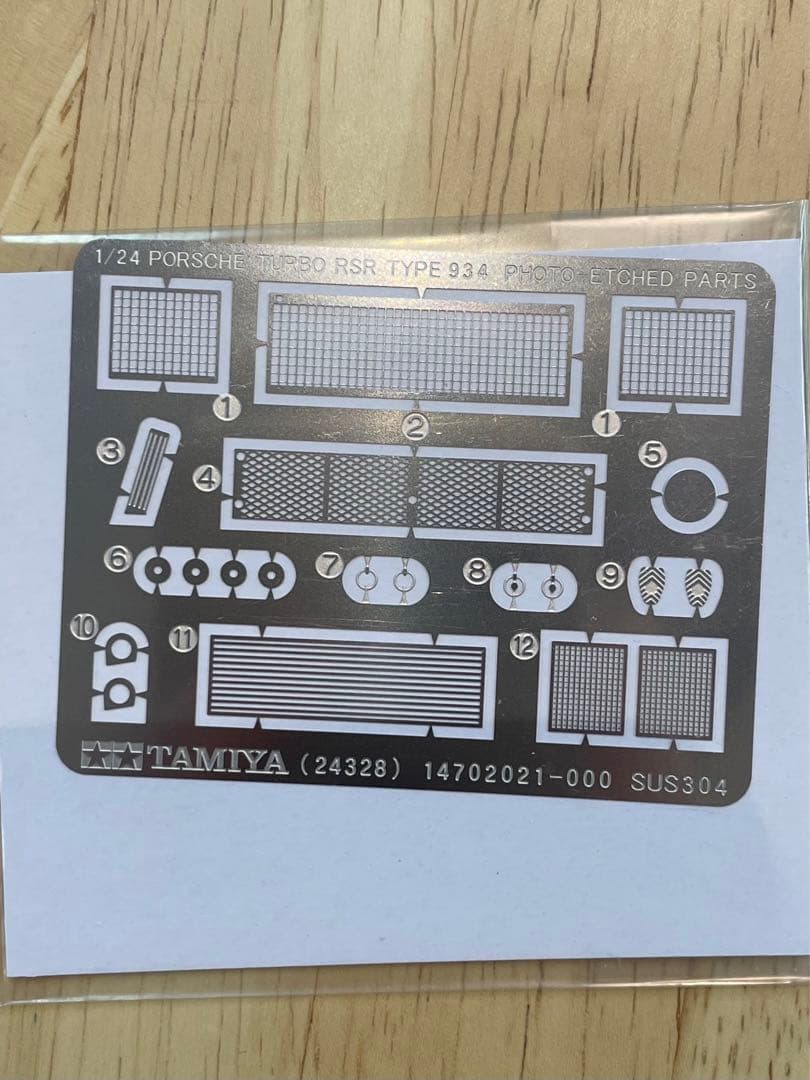 1/24 PORSCHE TURBO RSR TYPE 934 PHOTO-ETCHED PARTS
① ② ①
③ ④ ⑤
⑥ ⑦ ⑧ ⑨
⑩ ⑪ ⑫
TAMIYA (24328) 14702021-000 SUS304